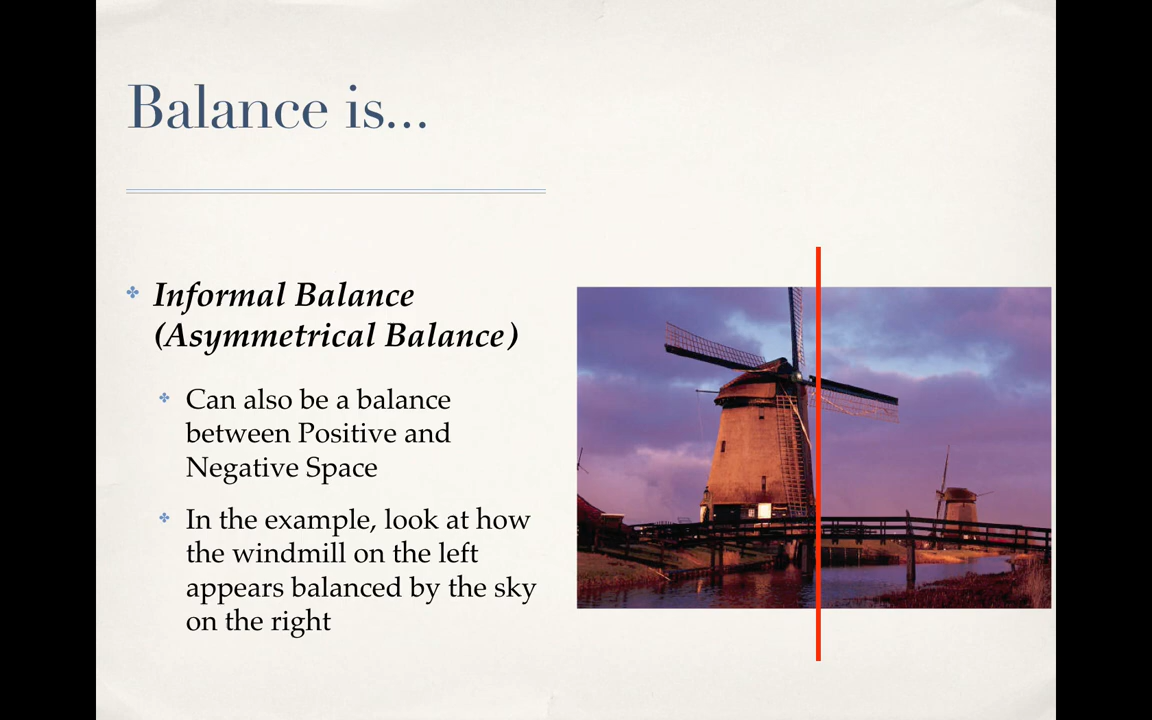 Balance is...
Informal Balance
(Asymmetrical Balance)
Can also be a balance
between Positive and
Negative Space
In the example, look at how
the windmill on the left
appears balanced by the sky
on the right